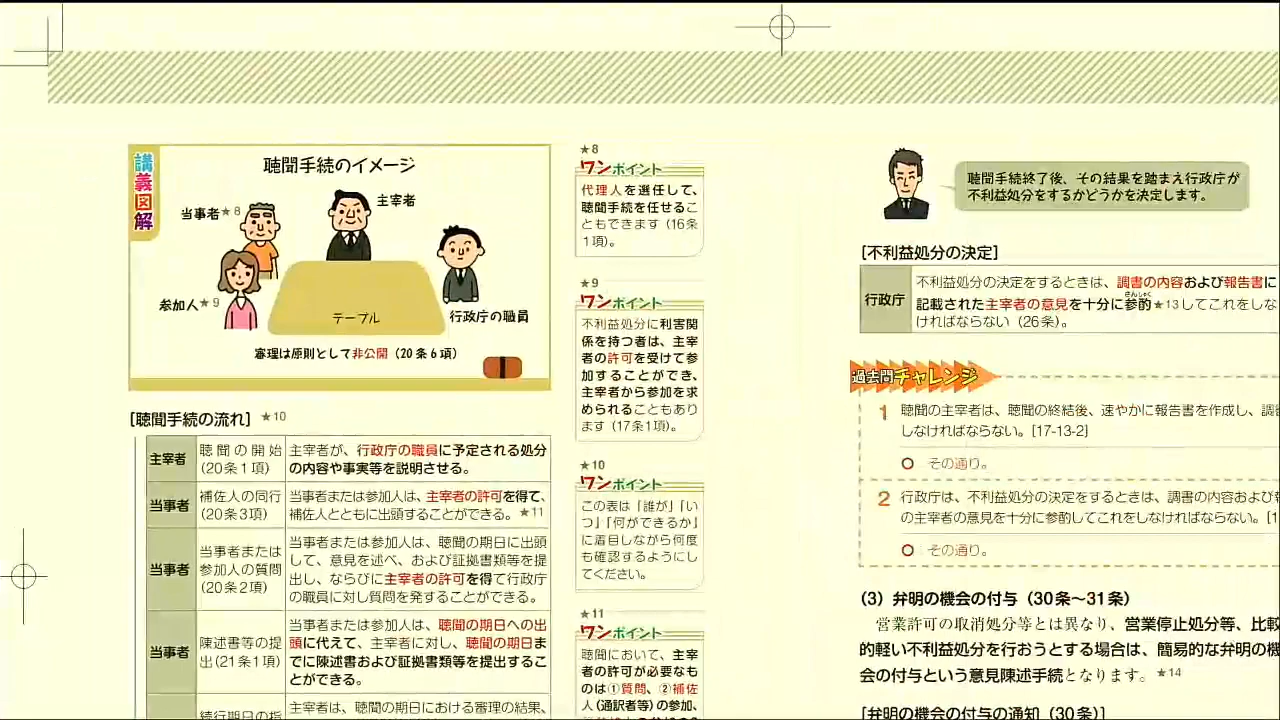 講義図解
聴聞手続のイメージ
主宰者
当事者★8
参加人★9
テーブル
行政庁の職員
審理は原則として非公開（20条6項）
[聴聞手続の流れ] ★10
主宰者
聴聞の開始
（20条1項）
主宰者が、行政庁の職員に予定される処分
の内容や事実等を説明させる。
当事者
補佐人の同行
（20条3項）
当事者または参加人は、主宰者の許可を得て、
補佐人とともに出頭することができる。★11
当事者
当事者または
参加人の質問
（20条2項）
当事者または参加人は、聴聞の期日に出頭
して、意見を述べ、および証拠書類等を提
出し、ならびに主宰者の許可を得て行政庁
の職員に対し質問を発することができる。
当事者
陳述書等の提
出（21条1項）
当事者または参加人は、聴聞の期日への出
頭に代えて、主宰者に対し、聴聞の期日ま
でに陳述書および証拠書類等を提出するこ
とができる。
続行期日の指
主宰者は、聴聞の期日における審理の結果、
★8
ワンポイント
代理人を選任して、
聴聞手続を任せるこ
ともできます（16条
1項）。
★9
ワンポイント
不利益処分に利害関
係を持つ者は、主宰
者の許可を受けて参
加することができ、
主宰者から参加を求
められることもあり
ます（17条1項）。
★10
ワンポイント
この表は「誰が」「い
つ」「何ができるか」
に着目しながら何度
も確認するようにし
てください。
★11
ワンポイント
聴聞において、主宰
者の許可が必要なも
のは①質問、②補佐
人（通訳者等）の参加、
聴聞手続終了後、その結果を踏まえ行政庁が
不利益処分をするかどうかを決定します。
[不利益処分の決定]
行政庁
不利益処分の決定をするときは、調書の内容および報告書に
記載された主宰者の意見を十分に参酌★13してこれをしな
さんしゃく
ければならない（26条）。
過去問チャレンジ
1 聴聞の主宰者は、聴聞の終結後、速やかに報告書を作成し、調
しなければならない。[17-13-2]
○ その通り。
2 行政庁は、不利益処分の決定をするときは、調書の内容および
の主宰者の意見を十分に参酌してこれをしなければならない。[1
○ その通り。
(3) 弁明の機会の付与（30条～31条）
営業許可の取消処分等とは異なり、営業停止処分等、比較
的軽い不利益処分を行おうとする場合は、簡易的な弁明の機
会の付与という意見陳述手続となります。★14
[弁明の機会の付与の通知（30条）]